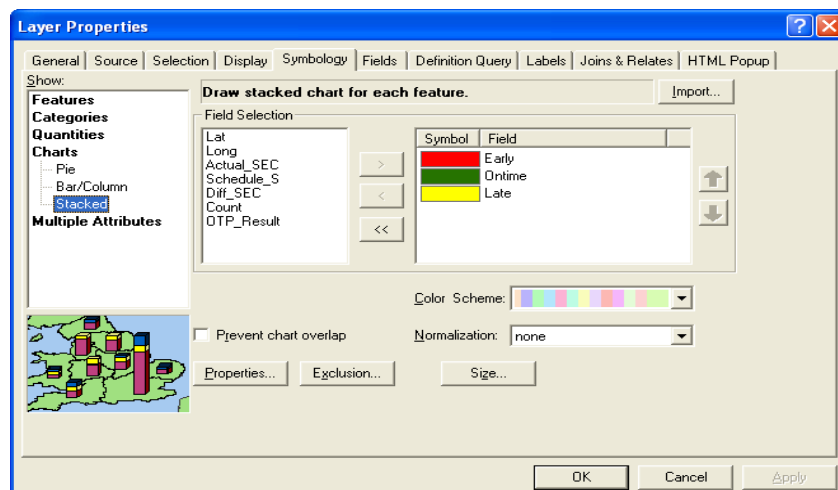 Layer Properties
General Source Selection Display Symbology Fields Definition Query Labels Joins & Relates HTML Popup
Show:
Features
Categories
Quantities
Charts
Pie
Bar/Column
Stacked
Multiple Attributes
Draw stacked chart for each feature.
Import...
Field Selection
Lat
Long
Actual_SEC
Schedule_S
Diff_SEC
Count
OTP_Result
>
<
<<
Symbol Field
Early
Ontime
Late
Color Scheme:
Prevent chart overlap
Normalization: none
Properties... Exclusion... Size...
OK Cancel Apply